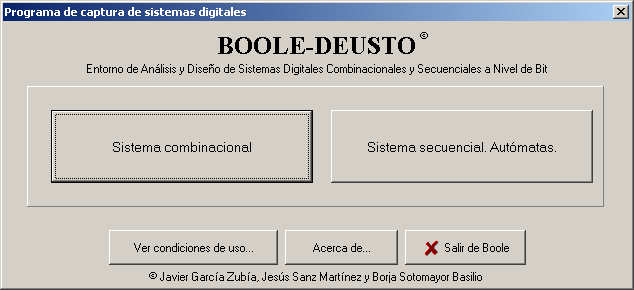 Programa de captura de sistemas digitales
BOOLE-DEUSTO ©
Entorno de Análisis y Diseño de Sistemas Digitales Combinacionales y Secuenciales a Nivel de Bit
Sistema combinacional
Sistema secuencial. Autómatas.
Ver condiciones de uso...
Acerca de...
Salir de Boole
© Javier García Zubía, Jesús Sanz Martínez y Borja Sotomayor Basilio